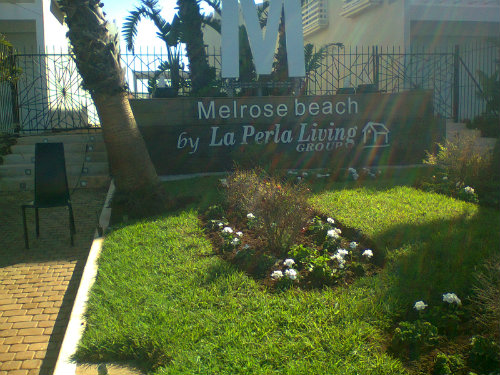 M
Melrose beach
by La Perla Living
GROUP